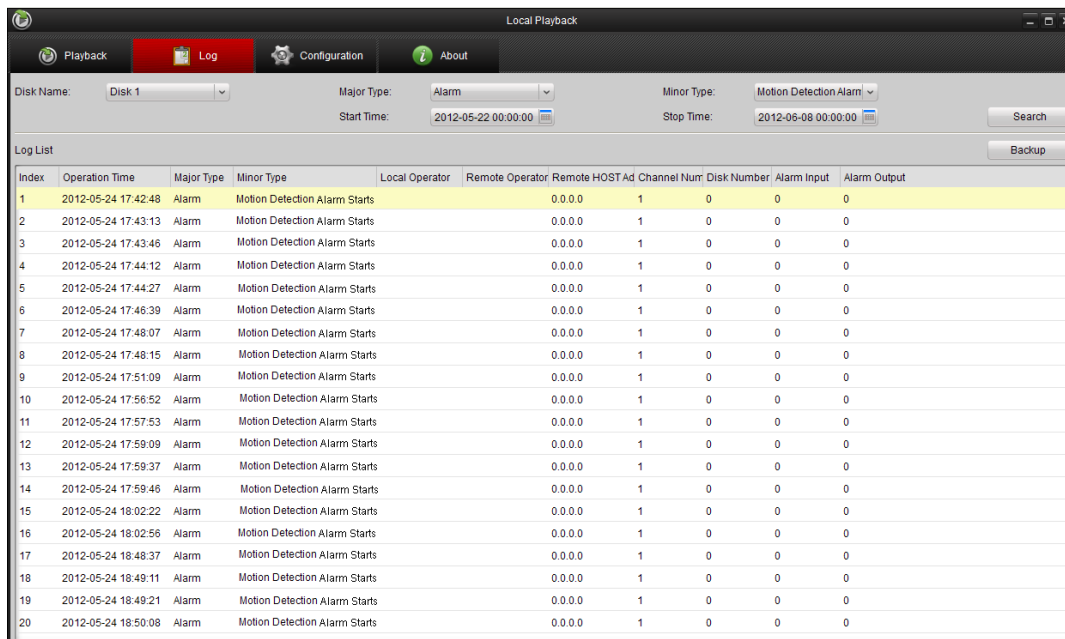 Local Playback
Playback Log Configuration About
Disk Name: Disk 1 Major Type: Alarm Minor Type: Motion Detection Alarm
Start Time: 2012-05-22 00:00:00 Stop Time: 2012-06-08 00:00:00 Search
Log List Backup
Index Operation Time Major Type Minor Type Local Operator Remote Operator Remote HOST Ad Channel Num Disk Number Alarm Input Alarm Output
1 2012-05-24 17:42:48 Alarm Motion Detection Alarm Starts 0.0.0.0 1 0 0 0
2 2012-05-24 17:43:13 Alarm Motion Detection Alarm Starts 0.0.0.0 1 0 0 0
3 2012-05-24 17:43:46 Alarm Motion Detection Alarm Starts 0.0.0.0 1 0 0 0
4 2012-05-24 17:44:12 Alarm Motion Detection Alarm Starts 0.0.0.0 1 0 0 0
5 2012-05-24 17:44:27 Alarm Motion Detection Alarm Starts 0.0.0.0 1 0 0 0
6 2012-05-24 17:46:39 Alarm Motion Detection Alarm Starts 0.0.0.0 1 0 0 0
7 2012-05-24 17:48:07 Alarm Motion Detection Alarm Starts 0.0.0.0 1 0 0 0
8 2012-05-24 17:48:15 Alarm Motion Detection Alarm Starts 0.0.0.0 1 0 0 0
9 2012-05-24 17:51:09 Alarm Motion Detection Alarm Starts 0.0.0.0 1 0 0 0
10 2012-05-24 17:56:52 Alarm Motion Detection Alarm Starts 0.0.0.0 1 0 0 0
11 2012-05-24 17:57:53 Alarm Motion Detection Alarm Starts 0.0.0.0 1 0 0 0
12 2012-05-24 17:59:09 Alarm Motion Detection Alarm Starts 0.0.0.0 1 0 0 0
13 2012-05-24 17:59:37 Alarm Motion Detection Alarm Starts 0.0.0.0 1 0 0 0
14 2012-05-24 17:59:46 Alarm Motion Detection Alarm Starts 0.0.0.0 1 0 0 0
15 2012-05-24 18:02:22 Alarm Motion Detection Alarm Starts 0.0.0.0 1 0 0 0
16 2012-05-24 18:02:56 Alarm Motion Detection Alarm Starts 0.0.0.0 1 0 0 0
17 2012-05-24 18:48:37 Alarm Motion Detection Alarm Starts 0.0.0.0 1 0 0 0
18 2012-05-24 18:49:11 Alarm Motion Detection Alarm Starts 0.0.0.0 1 0 0 0
19 2012-05-24 18:49:21 Alarm Motion Detection Alarm Starts 0.0.0.0 1 0 0 0
20 2012-05-24 18:50:08 Alarm Motion Detection Alarm Starts 0.0.0.0 1 0 0 0